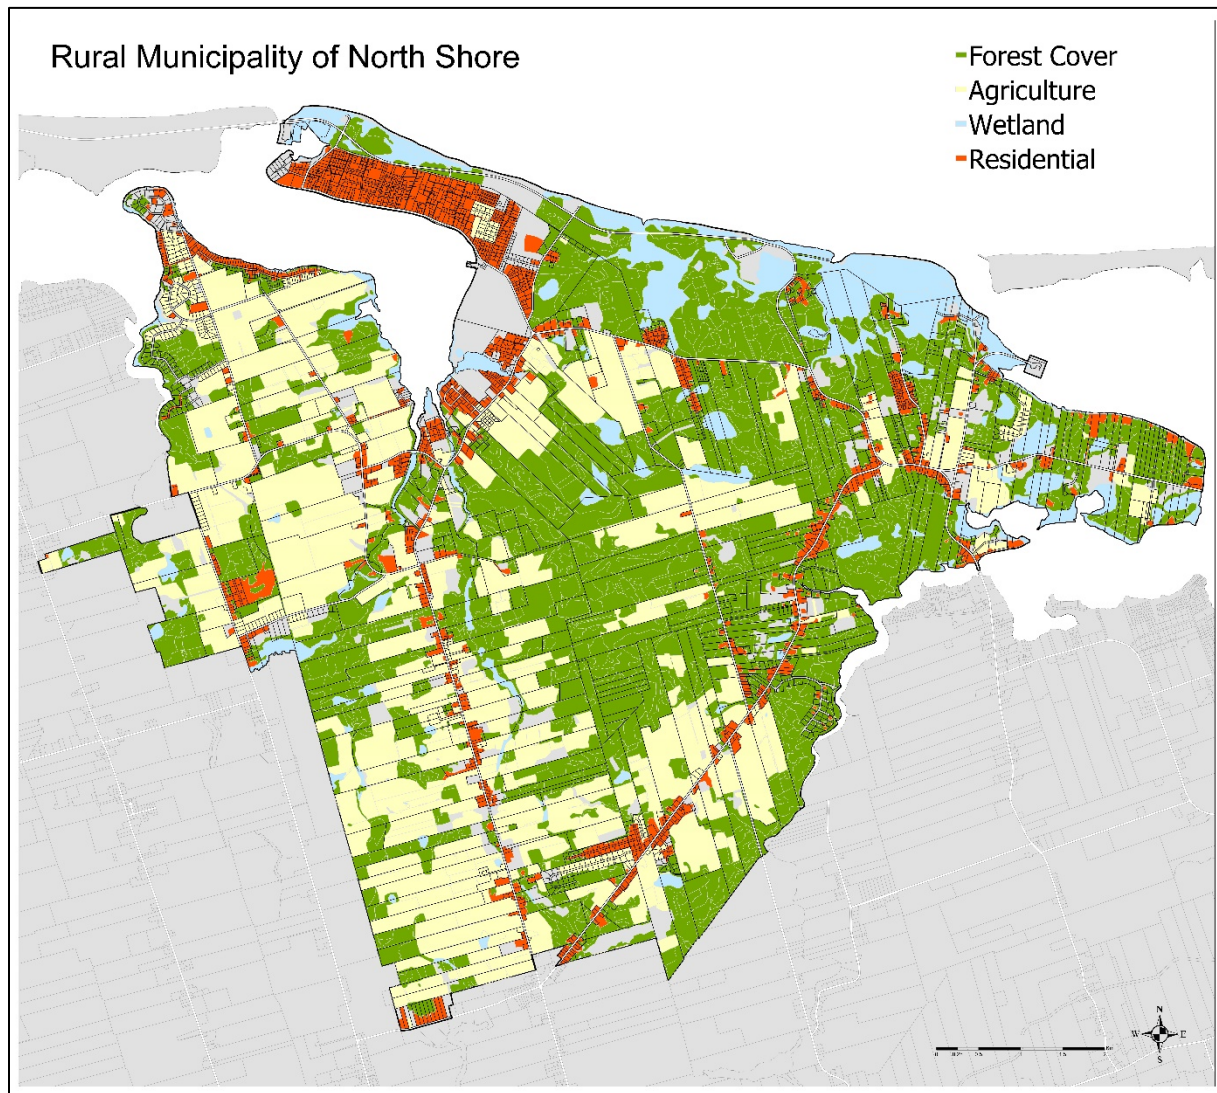 Rural Municipality of North Shore
Forest Cover
Agriculture
Wetland
Residential
N
W E
S